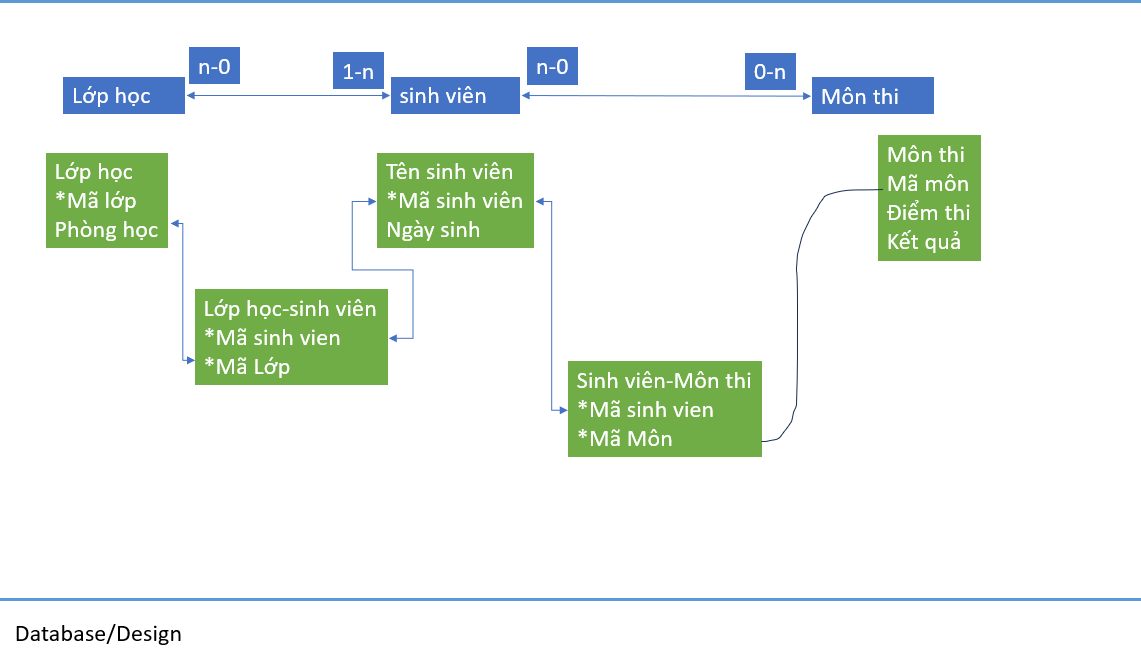 n-0
1-n
n-0
0-n
Lớp học
sinh viên
Môn thi
Lớp học
*Mã lớp
Phòng học
Tên sinh viên
*Mã sinh viên
Ngày sinh
Môn thi
Mã môn
Điểm thi
Kết quả
Lớp học-sinh viên
*Mã sinh vien
*Mã Lớp
Sinh viên-Môn thi
*Mã sinh vien
*Mã Môn
Database/Design